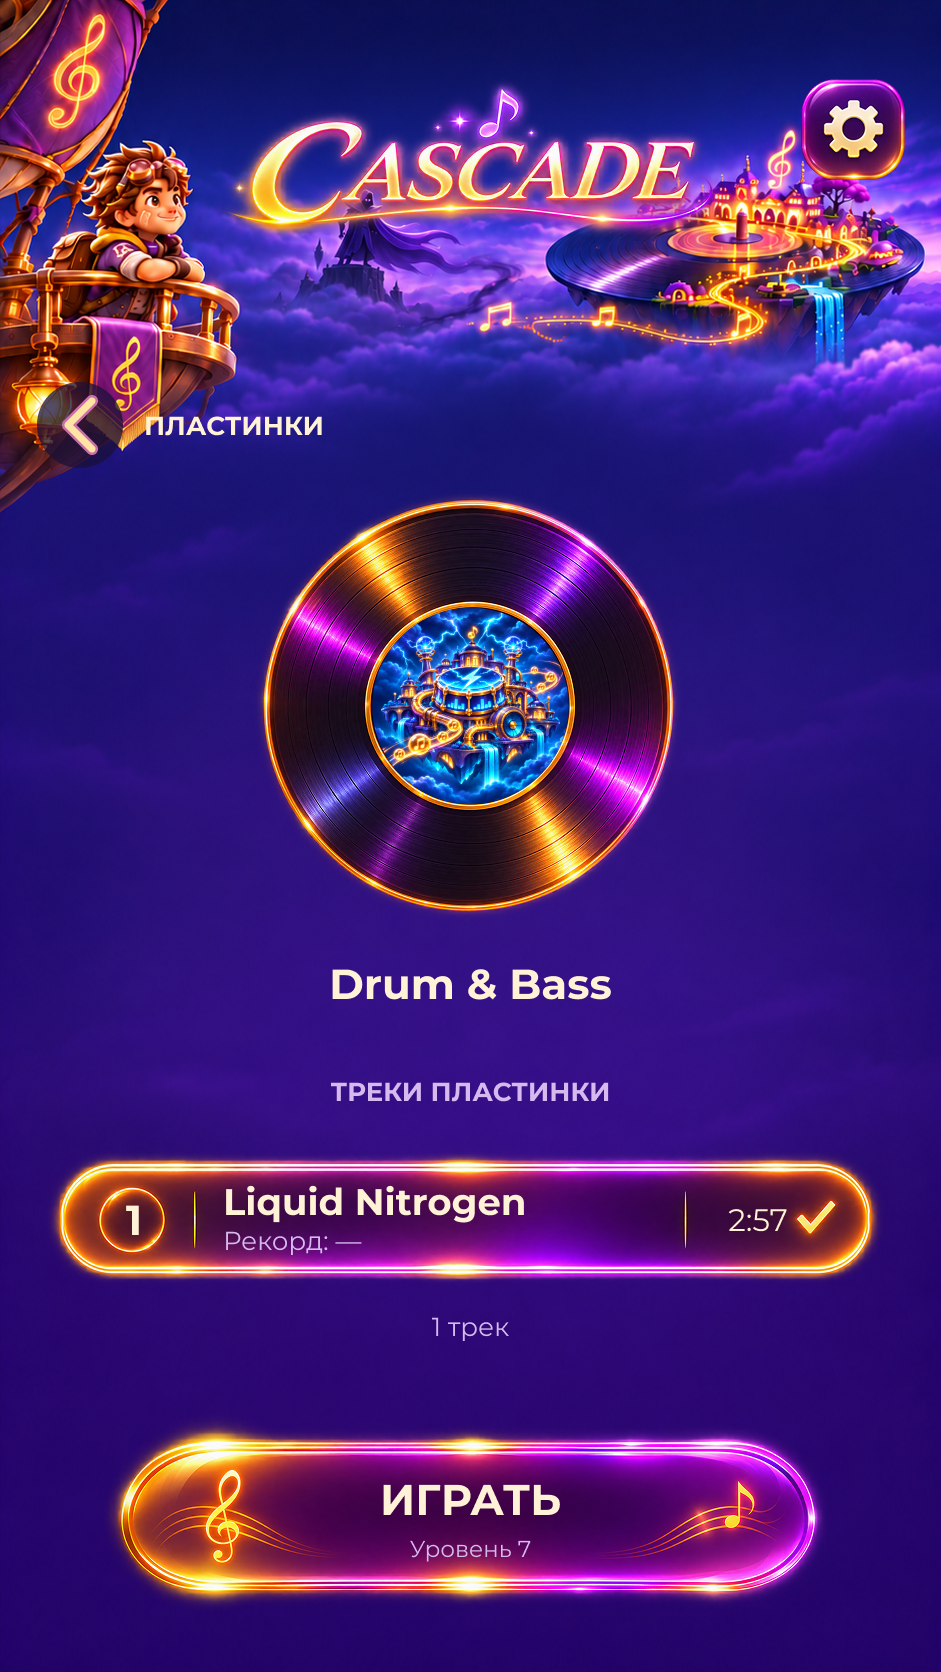 CASCADE
ПЛАСТИНКИ
Drum & Bass
ТРЕКИ ПЛАСТИНКИ
1
Liquid Nitrogen
2:57
Рекорд: —
1 трек
ИГРАТЬ
Уровень 7